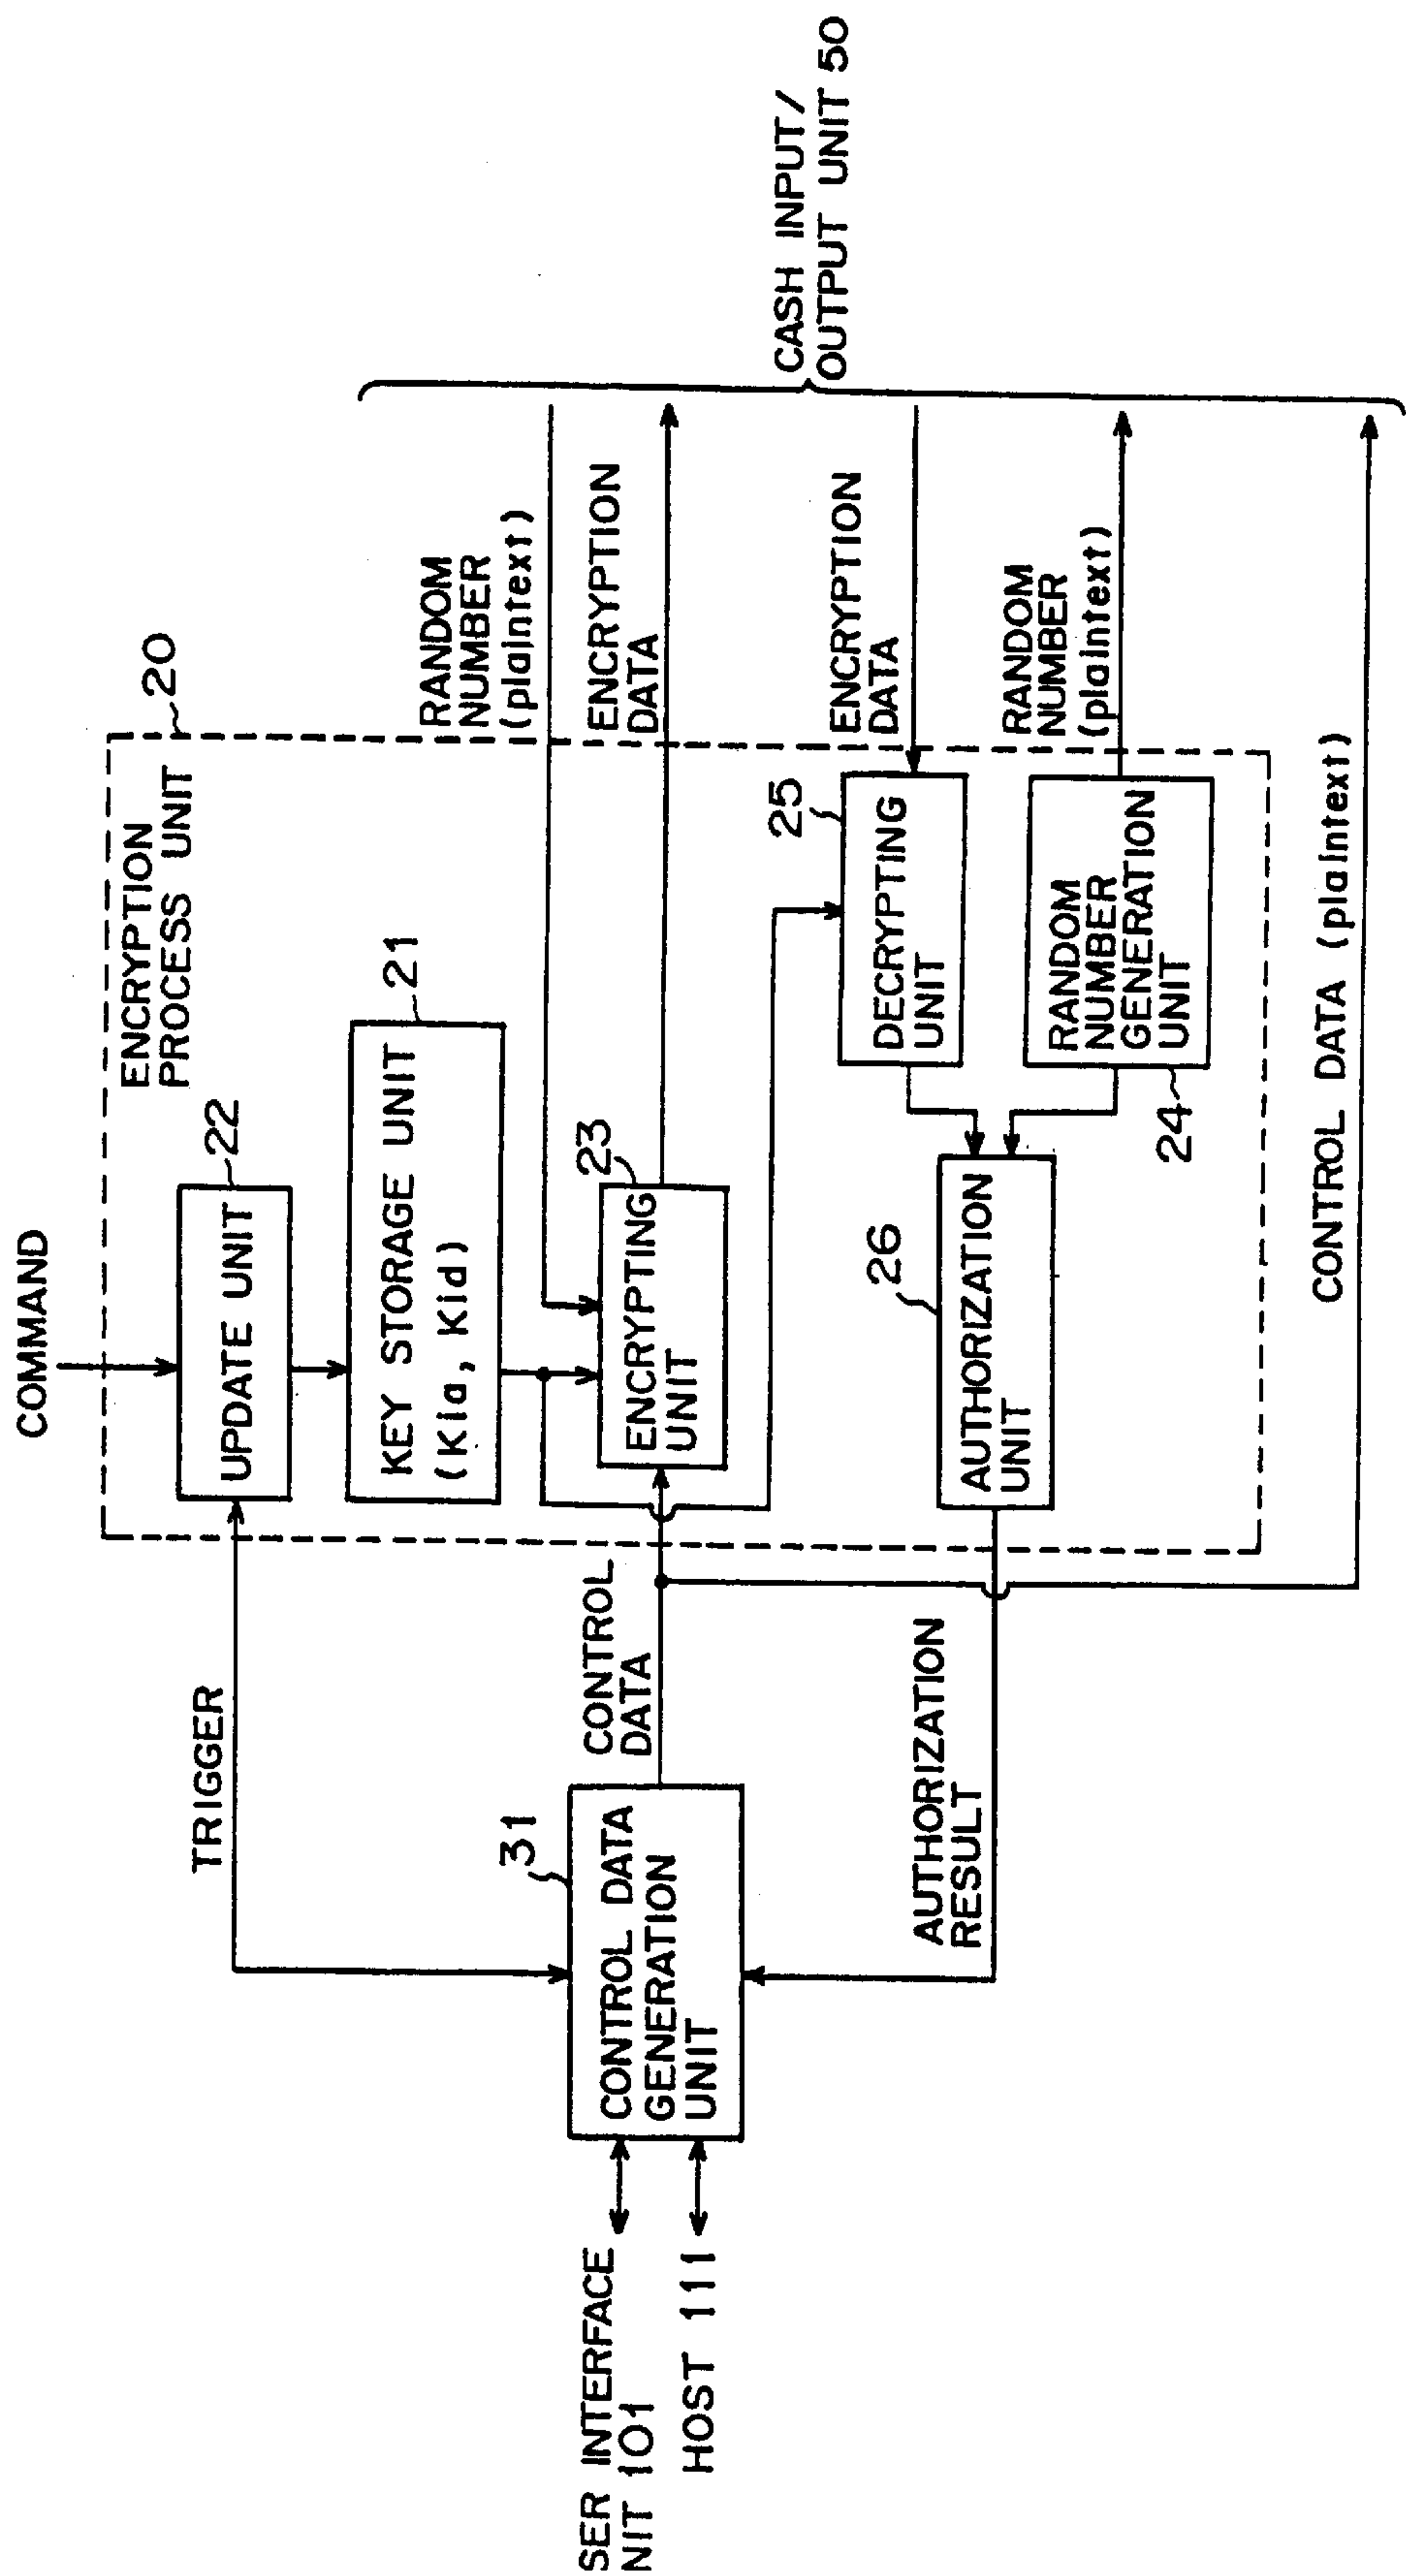 COMMAND
ENCRYPTION
PROCESS UNIT
20
TRIGGER
UPDATE UNIT
22
KEY STORAGE UNIT
(Kia, Kid)
21
RANDOM
NUMBER
(plaintext)
ENCRYPTION
DATA
CASH INPUT/
OUTPUT UNIT 50
SER INTERFACE
NIT 101
HOST 111
31
CONTROL DATA
GENERATION
UNIT
CONTROL
DATA
23
ENCRYPTING
UNIT
25
DECRYPTING
UNIT
ENCRYPTION
DATA
AUTHORIZATION
RESULT
26
AUTHORIZATION
UNIT
24
RANDOM
NUMBER
GENERATION
UNIT
RANDOM
NUMBER
(plaintext)
CONTROL DATA (plaintext)